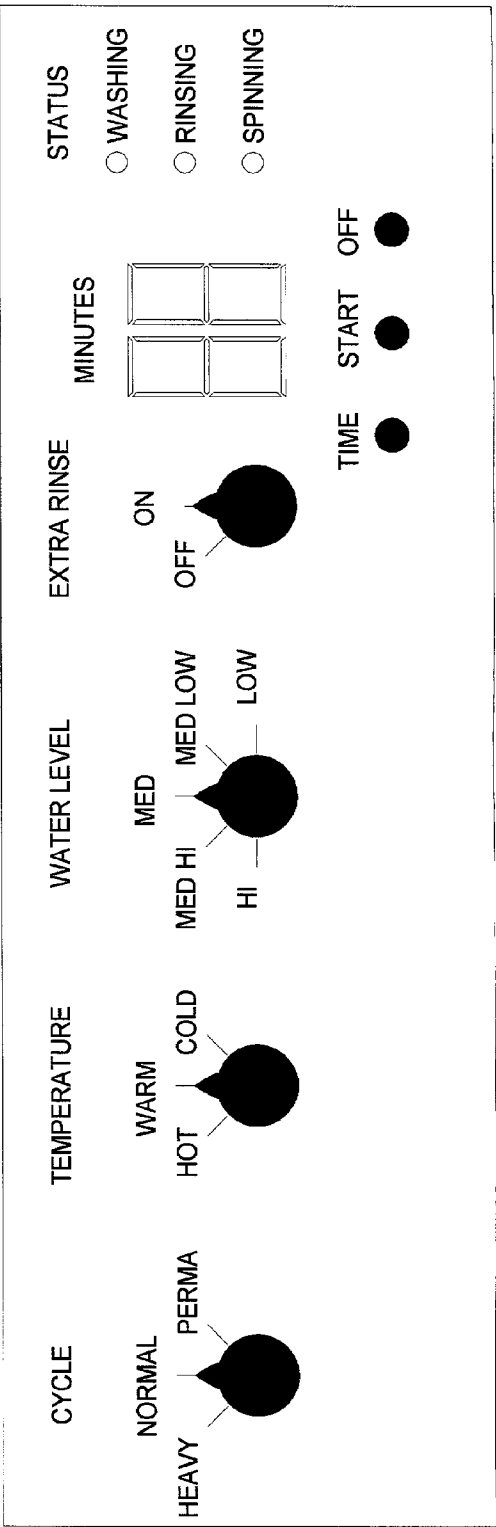 CYCLE
HEAVY
NORMAL
PERMA
TEMPERATURE
HOT
WARM
COLD
WATER LEVEL
HI
MED HI
MED
MED LOW
LOW
EXTRA RINSE
OFF
ON
MINUTES
TIME
START
OFF
STATUS
WASHING
RINSING
SPINNING